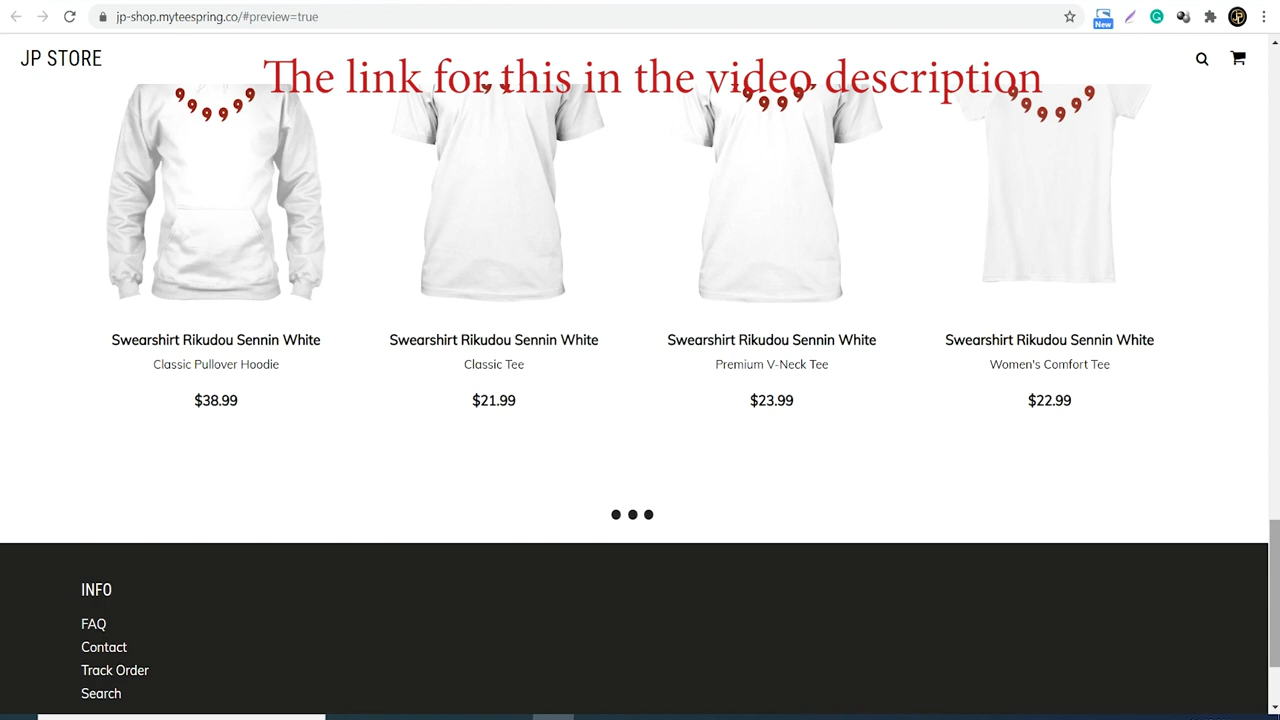 jp-shop.myteespring.co/#preview=true
New
JP STORE
The link for this in the video description
Swearshirt Rikudou Sennin White
Classic Pullover Hoodie
$38.99
Swearshirt Rikudou Sennin White
Classic Tee
$21.99
Swearshirt Rikudou Sennin White
Premium V-Neck Tee
$23.99
Swearshirt Rikudou Sennin White
Women's Comfort Tee
$22.99
INFO
FAQ
Contact
Track Order
Search